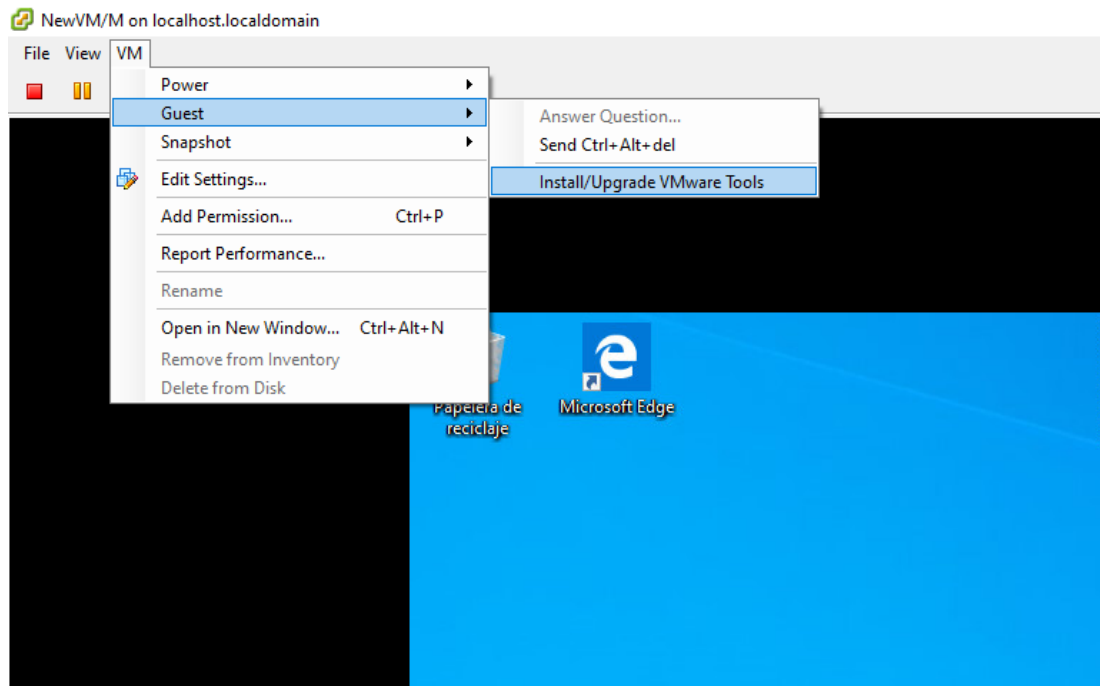 NewVM/M on localhost.localdomain
File View VM
Power
Guest
Snapshot
Edit Settings...
Add Permission... Ctrl+P
Report Performance...
Rename
Open in New Window... Ctrl+Alt+N
Remove from Inventory
Delete from Disk
Answer Question...
Send Ctrl+Alt+del
Install/Upgrade VMware Tools
Papelera de
reciclaje
Microsoft Edge